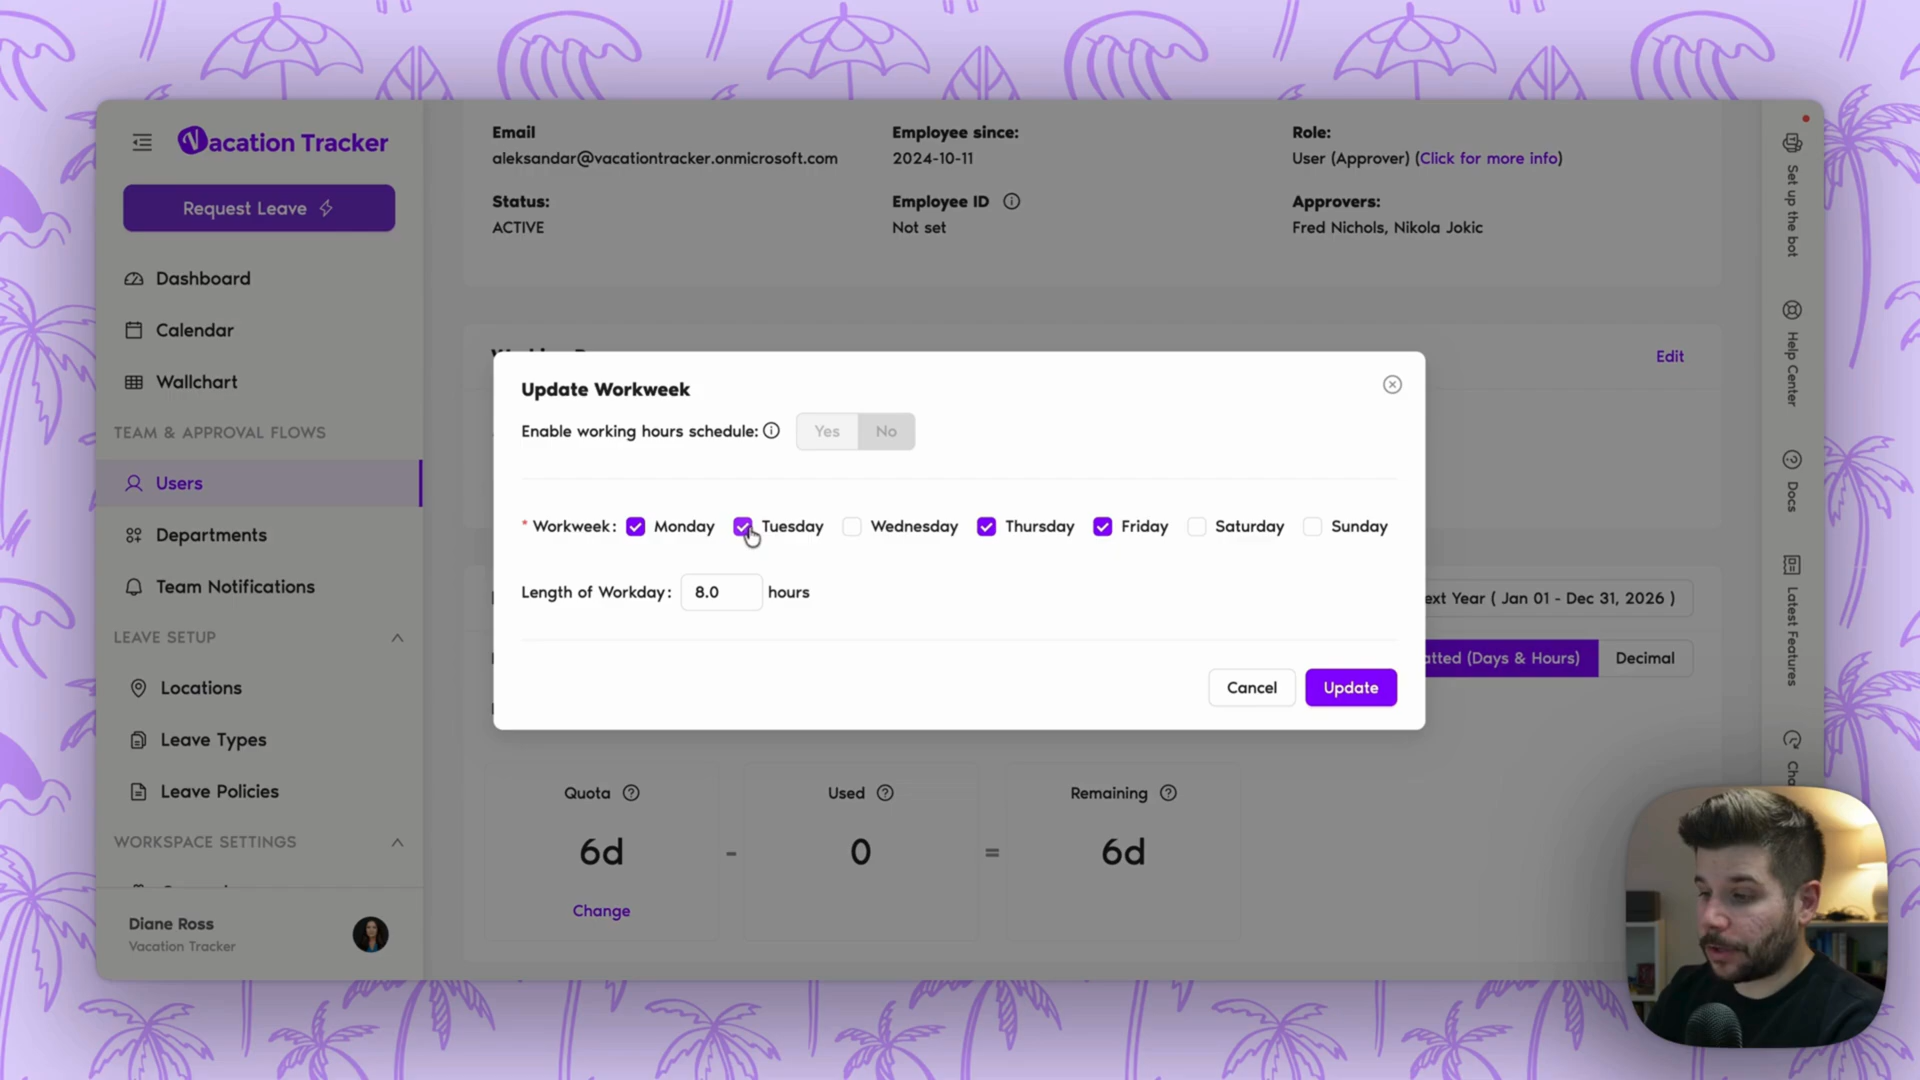 Vacation Tracker
Request Leave
Dashboard
Calendar
Wallchart
TEAM & APPROVAL FLOWS
Users
Departments
Team Notifications
LEAVE SETUP
Locations
Leave Types
Leave Policies
WORKSPACE SETTINGS
Diane Ross
Vacation Tracker
Email
aleksandar@vacationtracker.onmicrosoft.com
Employee since:
2024-10-11
Role:
User (Approver) (Click for more info)
Status:
ACTIVE
Employee ID
Not set
Approvers:
Fred Nichols, Nikola Jokic
Edit
Update Workweek
Enable working hours schedule: Yes No
* Workweek: Monday Tuesday Wednesday Thursday Friday Saturday Sunday
Length of Workday: 8.0 hours
Cancel Update
ext Year ( Jan 01 - Dec 31, 2026 )
atted (Days & Hours) Decimal
Quota Used Remaining
6d - 0 = 6d
Change
Set up the bot
Help Center
Docs
Latest Features